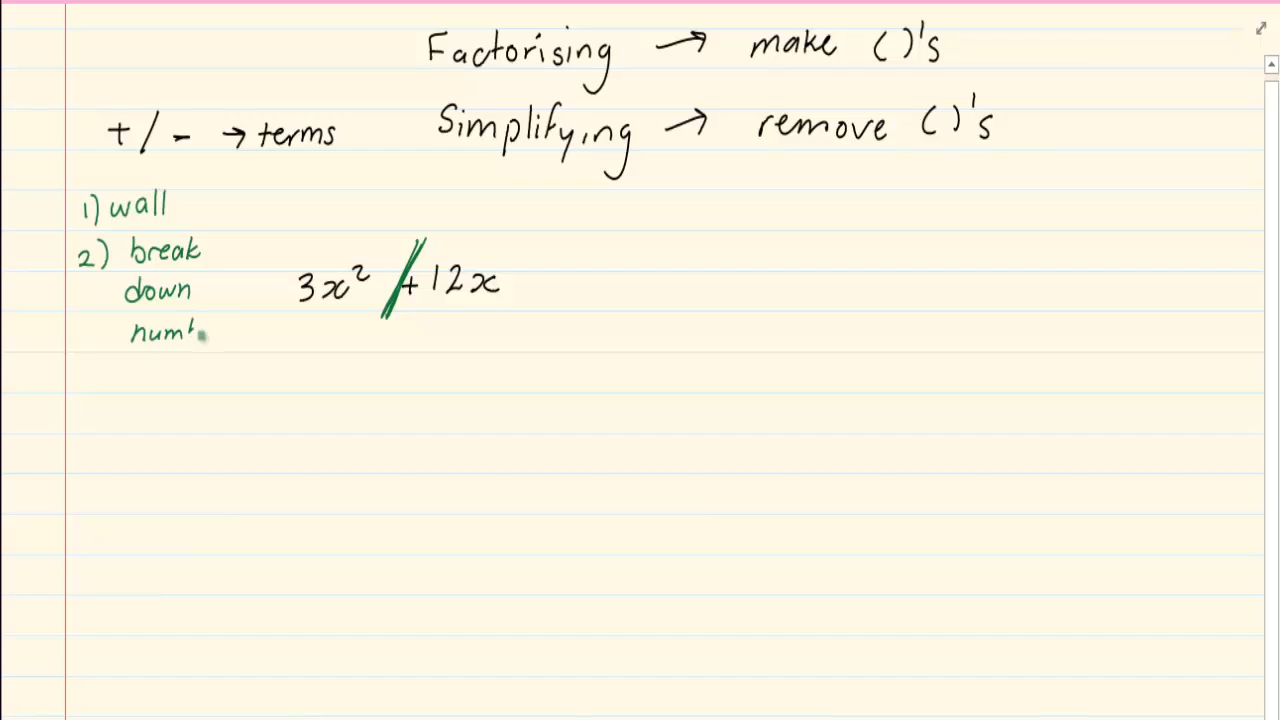 Factorising → make ( )'s
+/- → terms Simplifying → remove ( )'s
1) wall
2) break
down 3x² + 12x